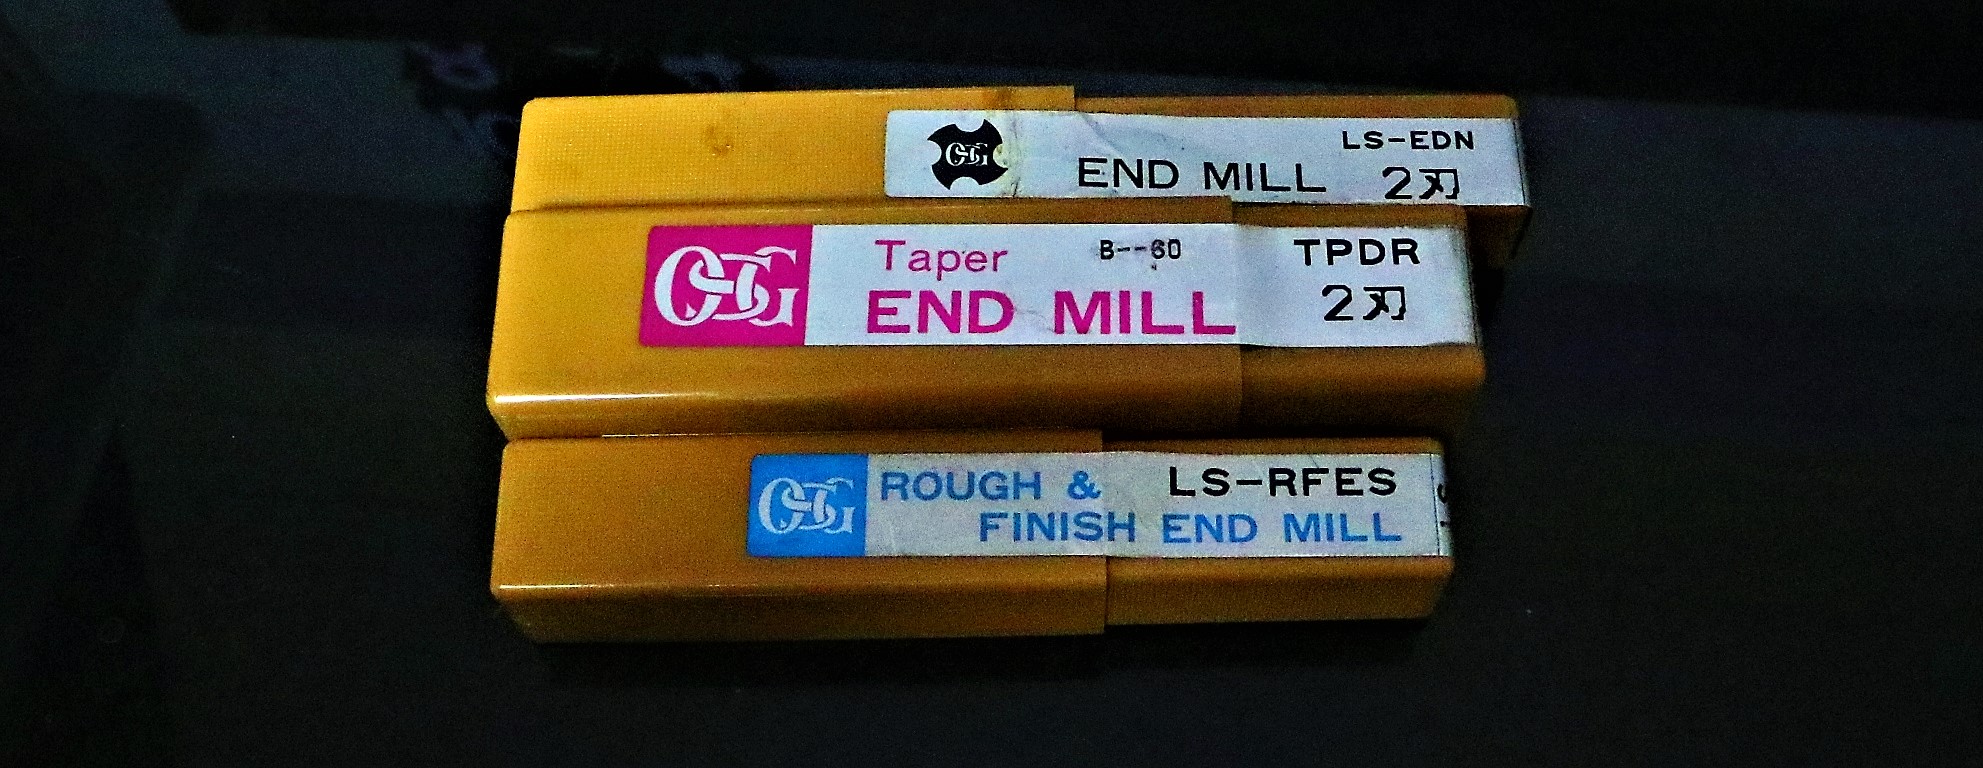 OSG
LS-EDN
END MILL 2刃
OSG
Taper B--60 TPDR
END MILL 2刃
OSG
ROUGH & LS-RFES
FINISH END MILL